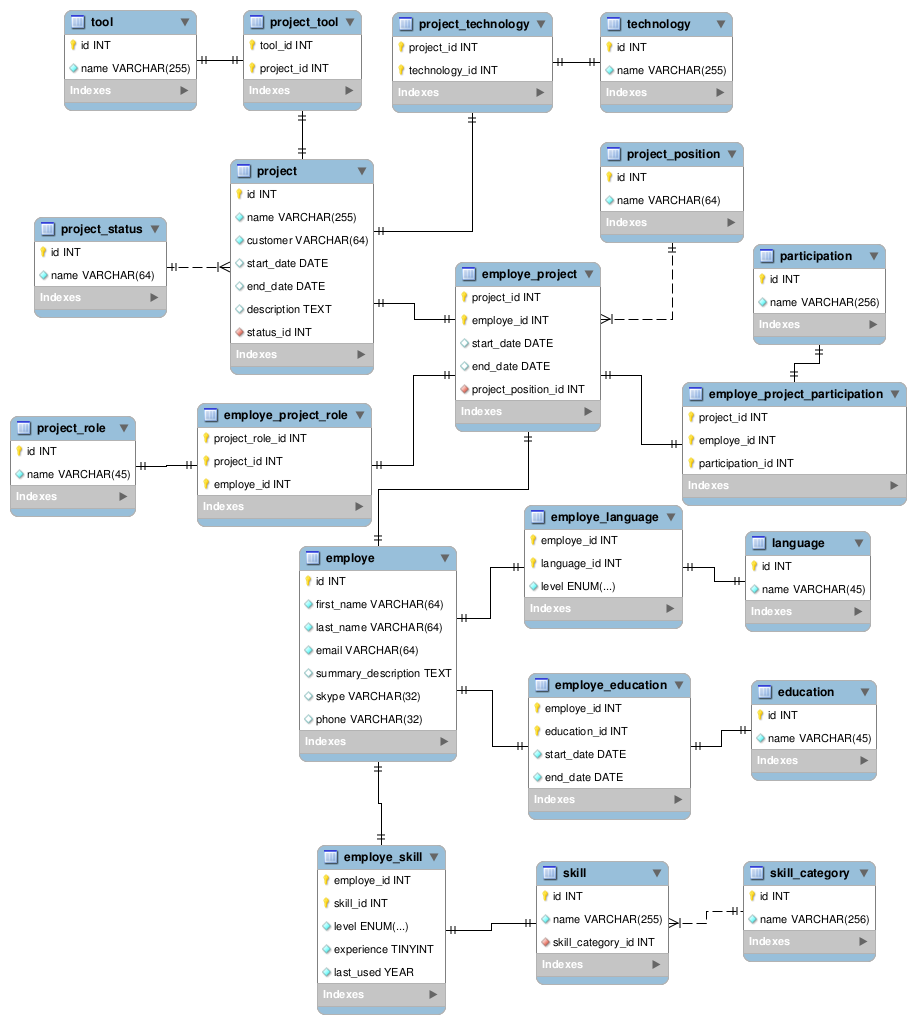 tool
id INT
name VARCHAR(255)
Indexes
project_tool
tool_id INT
project_id INT
Indexes
project_technology
project_id INT
technology_id INT
Indexes
technology
id INT
name VARCHAR(255)
Indexes
project
id INT
name VARCHAR(255)
customer VARCHAR(64)
start_date DATE
end_date DATE
description TEXT
status_id INT
Indexes
project_position
id INT
name VARCHAR(64)
Indexes
project_status
id INT
name VARCHAR(64)
Indexes
employe_project
project_id INT
employe_id INT
start_date DATE
end_date DATE
project_position_id INT
Indexes
participation
id INT
name VARCHAR(256)
Indexes
employe_project_participation
project_id INT
employe_id INT
participation_id INT
Indexes
project_role
id INT
name VARCHAR(45)
Indexes
employe_project_role
project_role_id INT
project_id INT
employe_id INT
Indexes
employe
id INT
first_name VARCHAR(64)
last_name VARCHAR(64)
email VARCHAR(64)
summary_description TEXT
skype VARCHAR(32)
phone VARCHAR(32)
Indexes
employe_language
employe_id INT
language_id INT
level ENUM(...)
Indexes
language
id INT
name VARCHAR(45)
Indexes
employe_education
employe_id INT
education_id INT
start_date DATE
end_date DATE
Indexes
education
id INT
name VARCHAR(45)
Indexes
employe_skill
employe_id INT
skill_id INT
level ENUM(...)
experience TINYINT
last_used YEAR
Indexes
skill
id INT
name VARCHAR(255)
skill_category_id INT
Indexes
skill_category
id INT
name VARCHAR(256)
Indexes